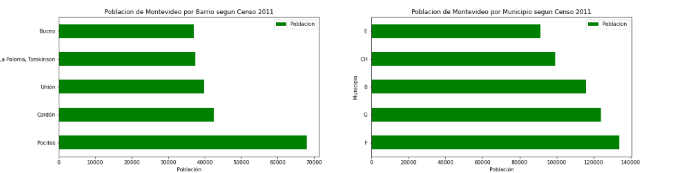 Poblacion de Montevideo por Barrio segun Censo 2011
Poblacion
Buceo
La Paloma, Tomkinson
Unión
Cordón
Pocitos
0 10000 20000 30000 40000 50000 60000 70000
Población
Poblacion de Montevideo por Municipio segun Censo 2011
Poblacion
Municipio
E
CH
B
G
F
0 20000 40000 60000 80000 100000 120000 140000
Población